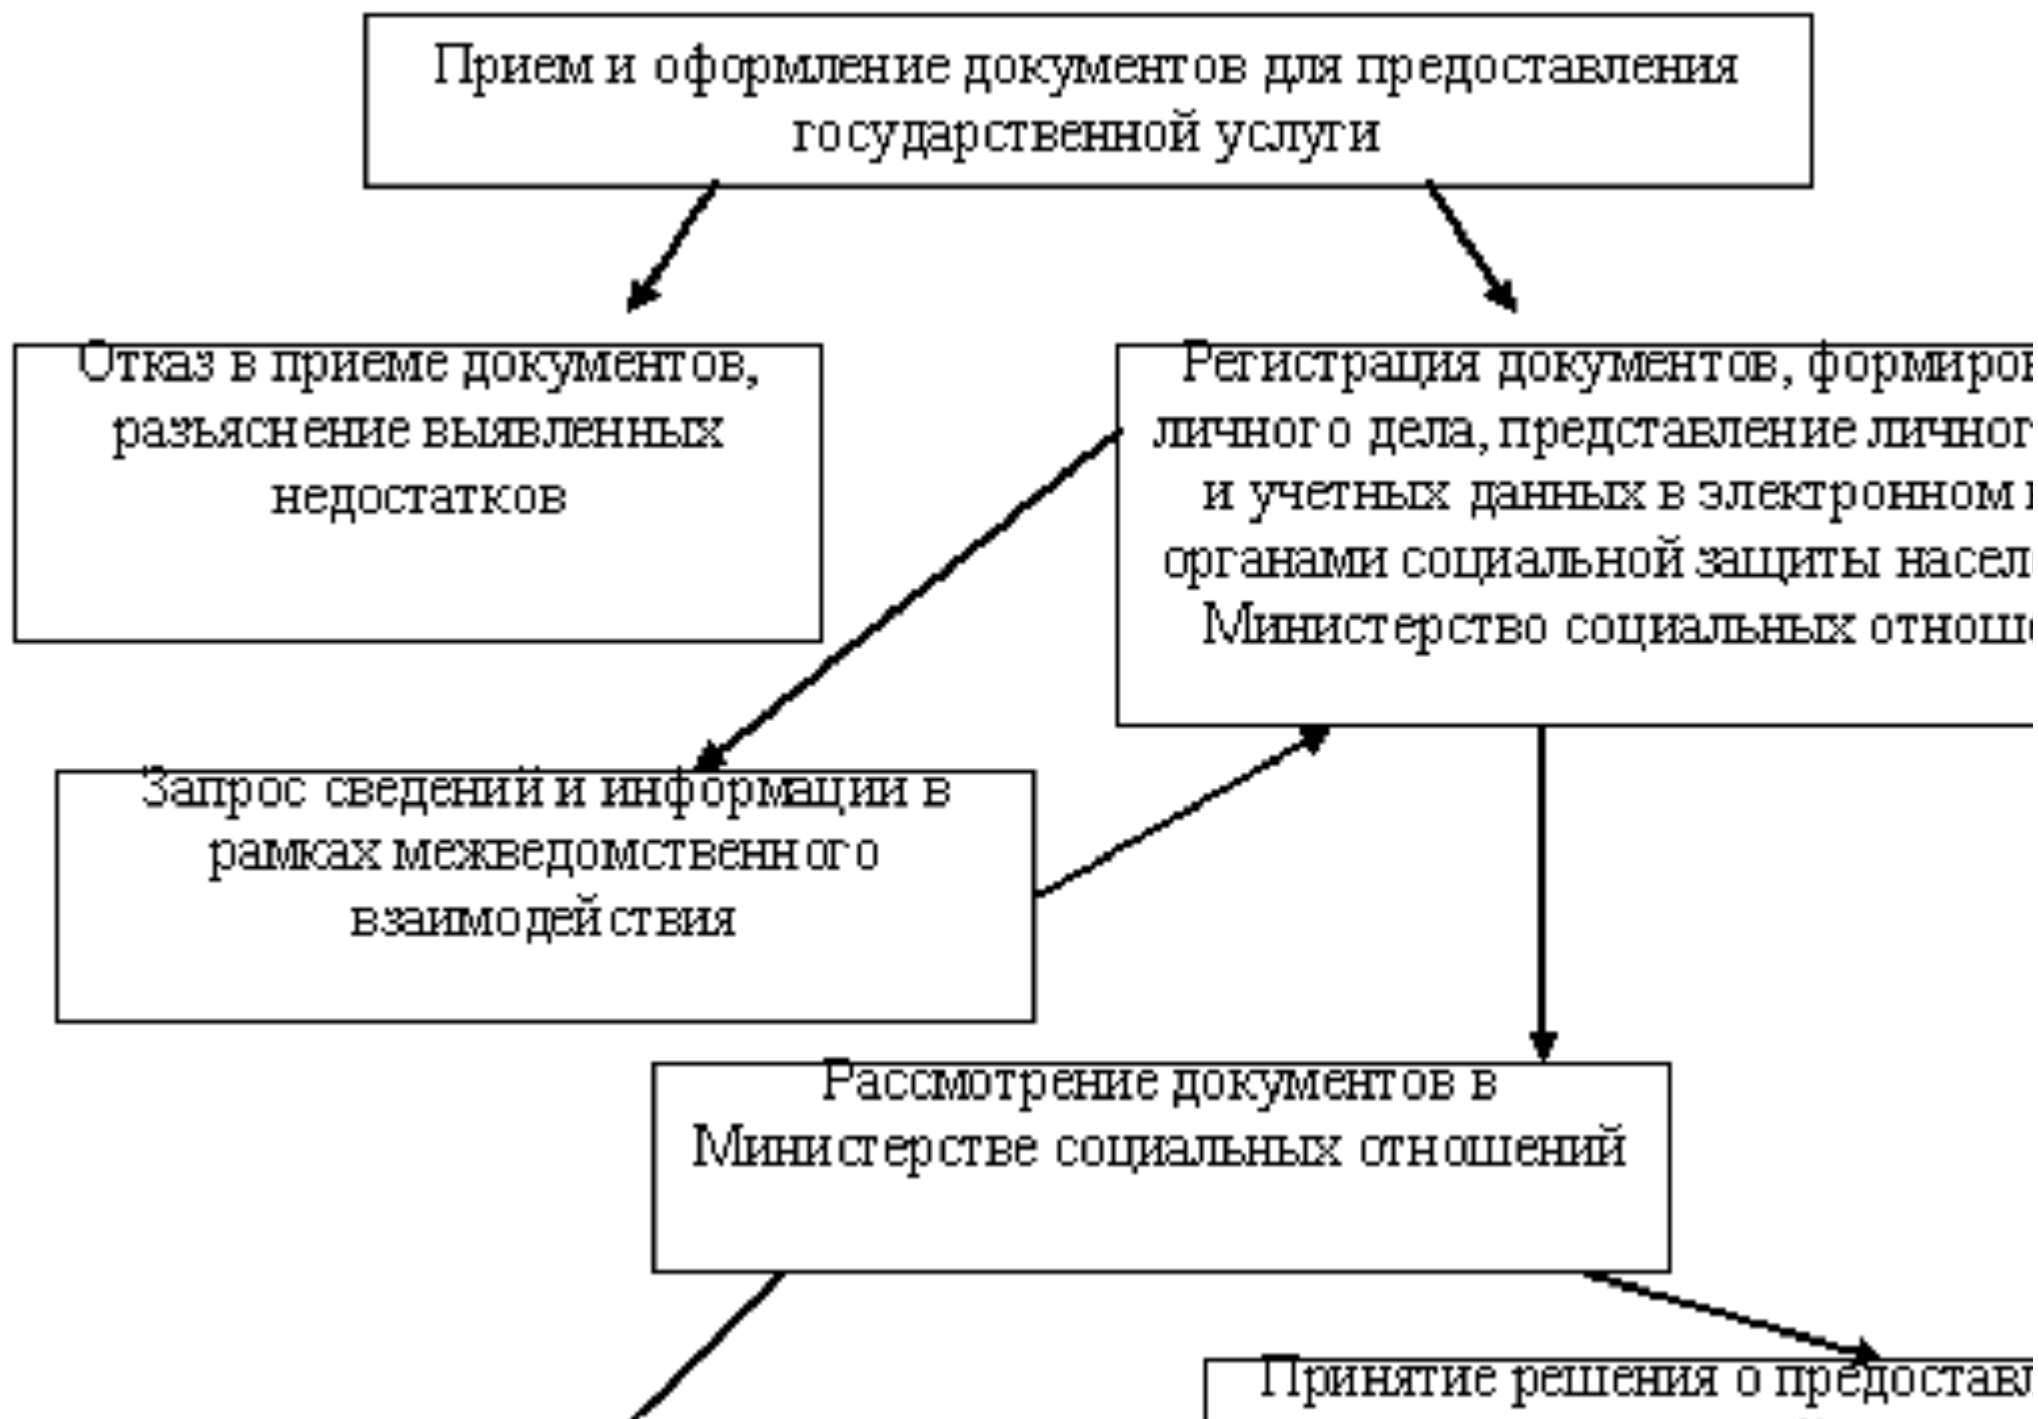 Прием и оформление документов для предоставления
государственной услуги
Отказ в приеме документов,
разъяснение выявленных
недостатков
Регистрация документов, формиров
личного дела, представление личног
и учетных данных в электронном
органами социальной защиты насел
Министерство социальных отнош
Запрос сведений и информации в
рамках межведомственного
взаимодействия
Рассмотрение документов в
Министерстве социальных отношений
Принятие решения о предостав